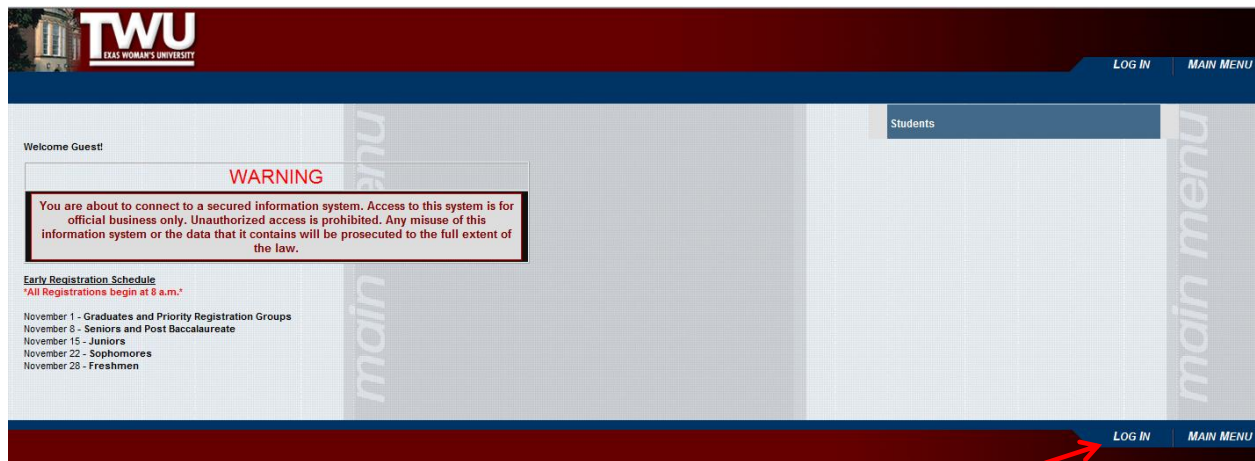 TWU
TEXAS WOMAN'S UNIVERSITY
LOG IN MAIN MENU
Students
Welcome Guest!
WARNING
You are about to connect to a secured information system. Access to this system is for
official business only. Unauthorized access is prohibited. Any misuse of this
information system or the data that it contains will be prosecuted to the full extent of
the law.
Early Registration Schedule
*All Registrations begin at 8 a.m.*
November 1 - Graduates and Priority Registration Groups
November 8 - Seniors and Post Baccalaureate
November 15 - Juniors
November 22 - Sophomores
November 28 - Freshmen
main menu
main menu
LOG IN MAIN MENU